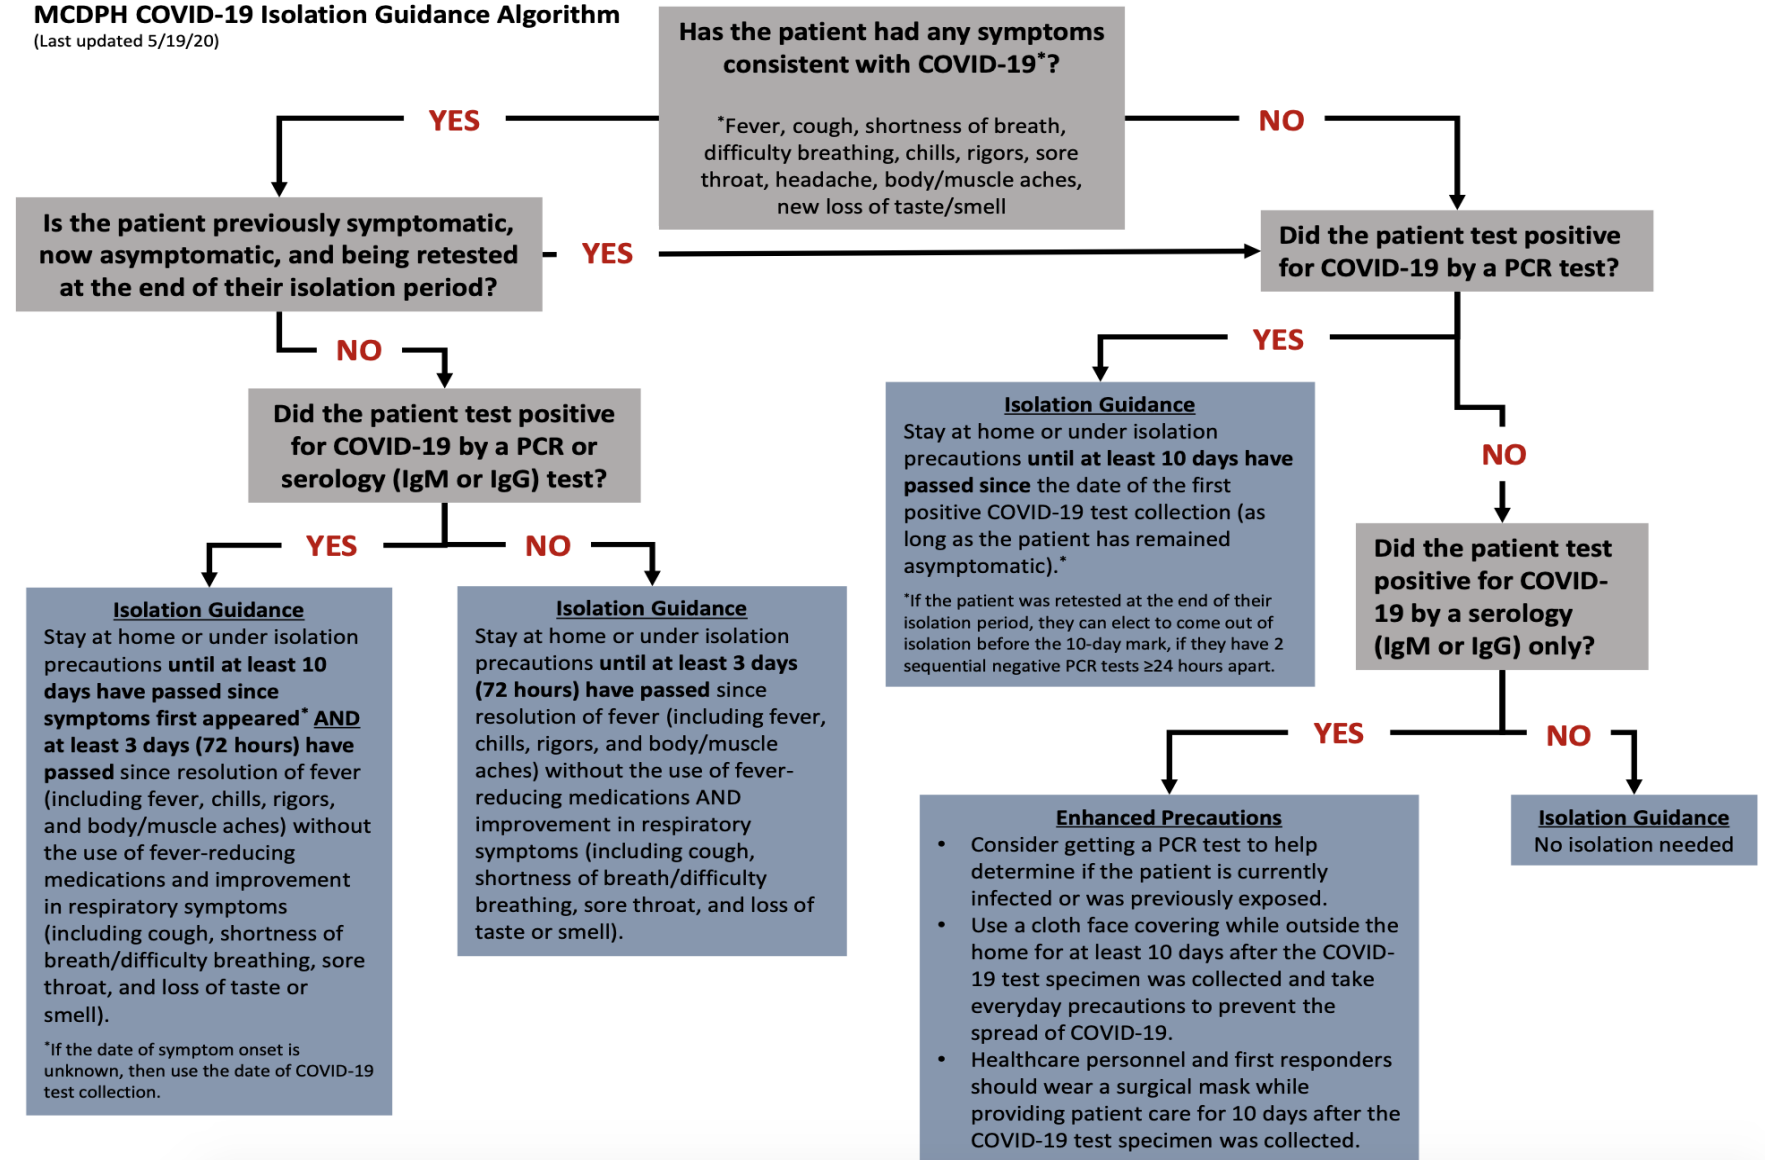 MCDPH COVID-19 Isolation Guidance Algorithm
(Last updated 5/19/20)
Has the patient had any symptoms
consistent with COVID-19*?
*Fever, cough, shortness of breath,
difficulty breathing, chills, rigors, sore
throat, headache, body/muscle aches,
new loss of taste/smell
YES
NO
Is the patient previously symptomatic,
now asymptomatic, and being retested
at the end of their isolation period?
YES
Did the patient test positive
for COVID-19 by a PCR test?
NO
Did the patient test positive
for COVID-19 by a PCR or
serology (IgM or IgG) test?
YES
NO
Isolation Guidance
Stay at home or under isolation
precautions until at least 10
days have passed since
symptoms first appeared* AND
at least 3 days (72 hours) have
passed since resolution of fever
(including fever, chills, rigors,
and body/muscle aches) without
the use of fever-reducing
medications and improvement
in respiratory symptoms
(including cough, shortness of
breath/difficulty breathing, sore
throat, and loss of taste or
smell).
*If the date of symptom onset is
unknown, then use the date of COVID-19
test collection.
Isolation Guidance
Stay at home or under isolation
precautions until at least 3 days
(72 hours) have passed since
resolution of fever (including fever,
chills, rigors, and body/muscle
aches) without the use of fever-
reducing medications AND
improvement in respiratory
symptoms (including cough,
shortness of breath/difficulty
breathing, sore throat, and loss of
taste or smell).
YES
Isolation Guidance
Stay at home or under isolation
precautions until at least 10 days have
passed since the date of the first
positive COVID-19 test collection (as
long as the patient has remained
asymptomatic).*
*If the patient was retested at the end of their
isolation period, they can elect to come out of
isolation before the 10-day mark, if they have 2
sequential negative PCR tests ≥24 hours apart.
NO
Did the patient test
positive for COVID-
19 by a serology
(IgM or IgG) only?
YES
NO
Enhanced Precautions
• Consider getting a PCR test to help
determine if the patient is currently
infected or was previously exposed.
• Use a cloth face covering while outside the
home for at least 10 days after the COVID-
19 test specimen was collected and take
everyday precautions to prevent the
spread of COVID-19.
• Healthcare personnel and first responders
should wear a surgical mask while
providing patient care for 10 days after the
COVID-19 test specimen was collected.
Isolation Guidance
No isolation needed